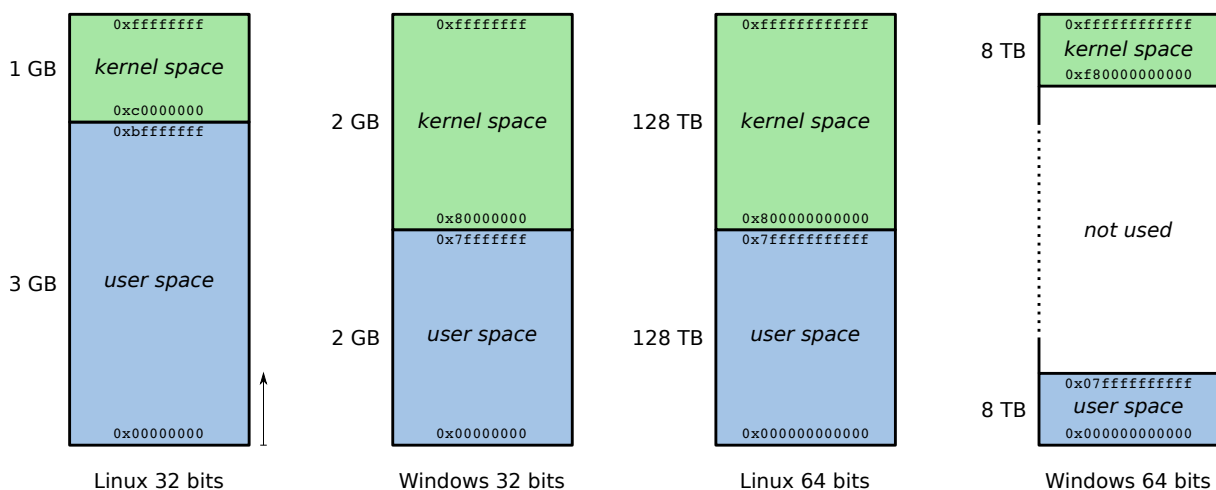 0xffffffff
1 GB
kernel space
0xc0000000
0xbfffffff
3 GB
user space
0x00000000
Linux 32 bits
0xffffffff
2 GB
kernel space
0x80000000
0x7fffffff
2 GB
user space
0x00000000
Windows 32 bits
0xffffffffffff
128 TB
kernel space
0x800000000000
0x7fffffffffff
128 TB
user space
0x000000000000
Linux 64 bits
0xffffffffffff
8 TB
kernel space
0xf80000000000
not used
0x07ffffffffff
8 TB
user space
0x000000000000
Windows 64 bits